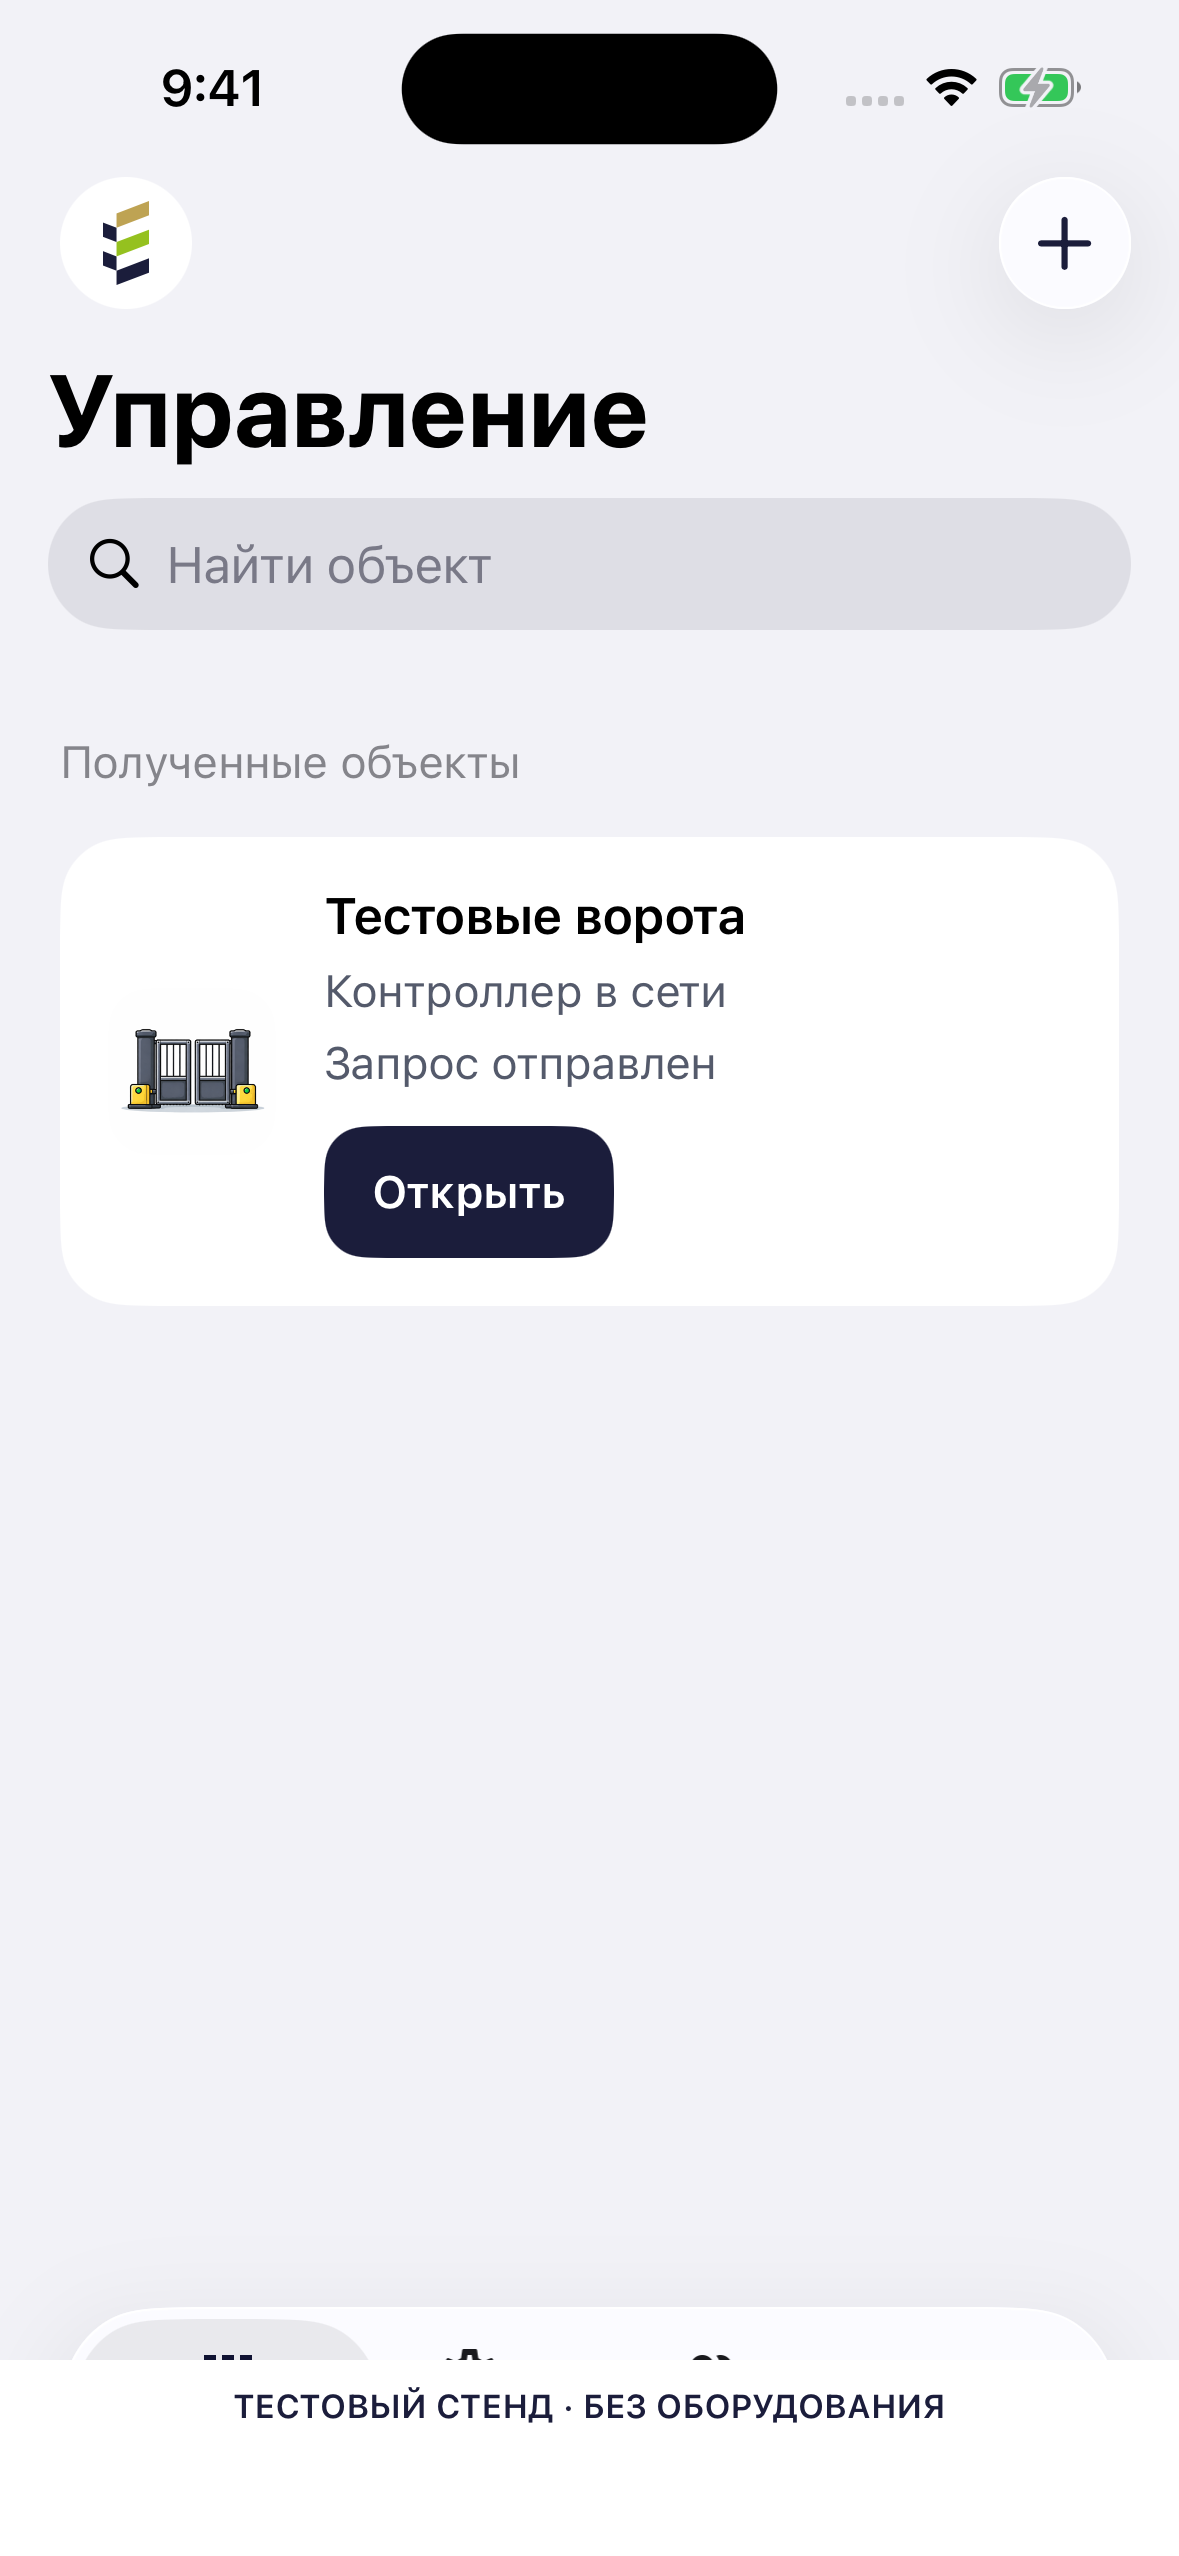 9:41
Управление
Найти объект
Полученные объекты
Тестовые ворота
Контроллер в сети
Запрос отправлен
Открыть
ТЕСТОВЫЙ СТЕНД · БЕЗ ОБОРУДОВАНИЯ